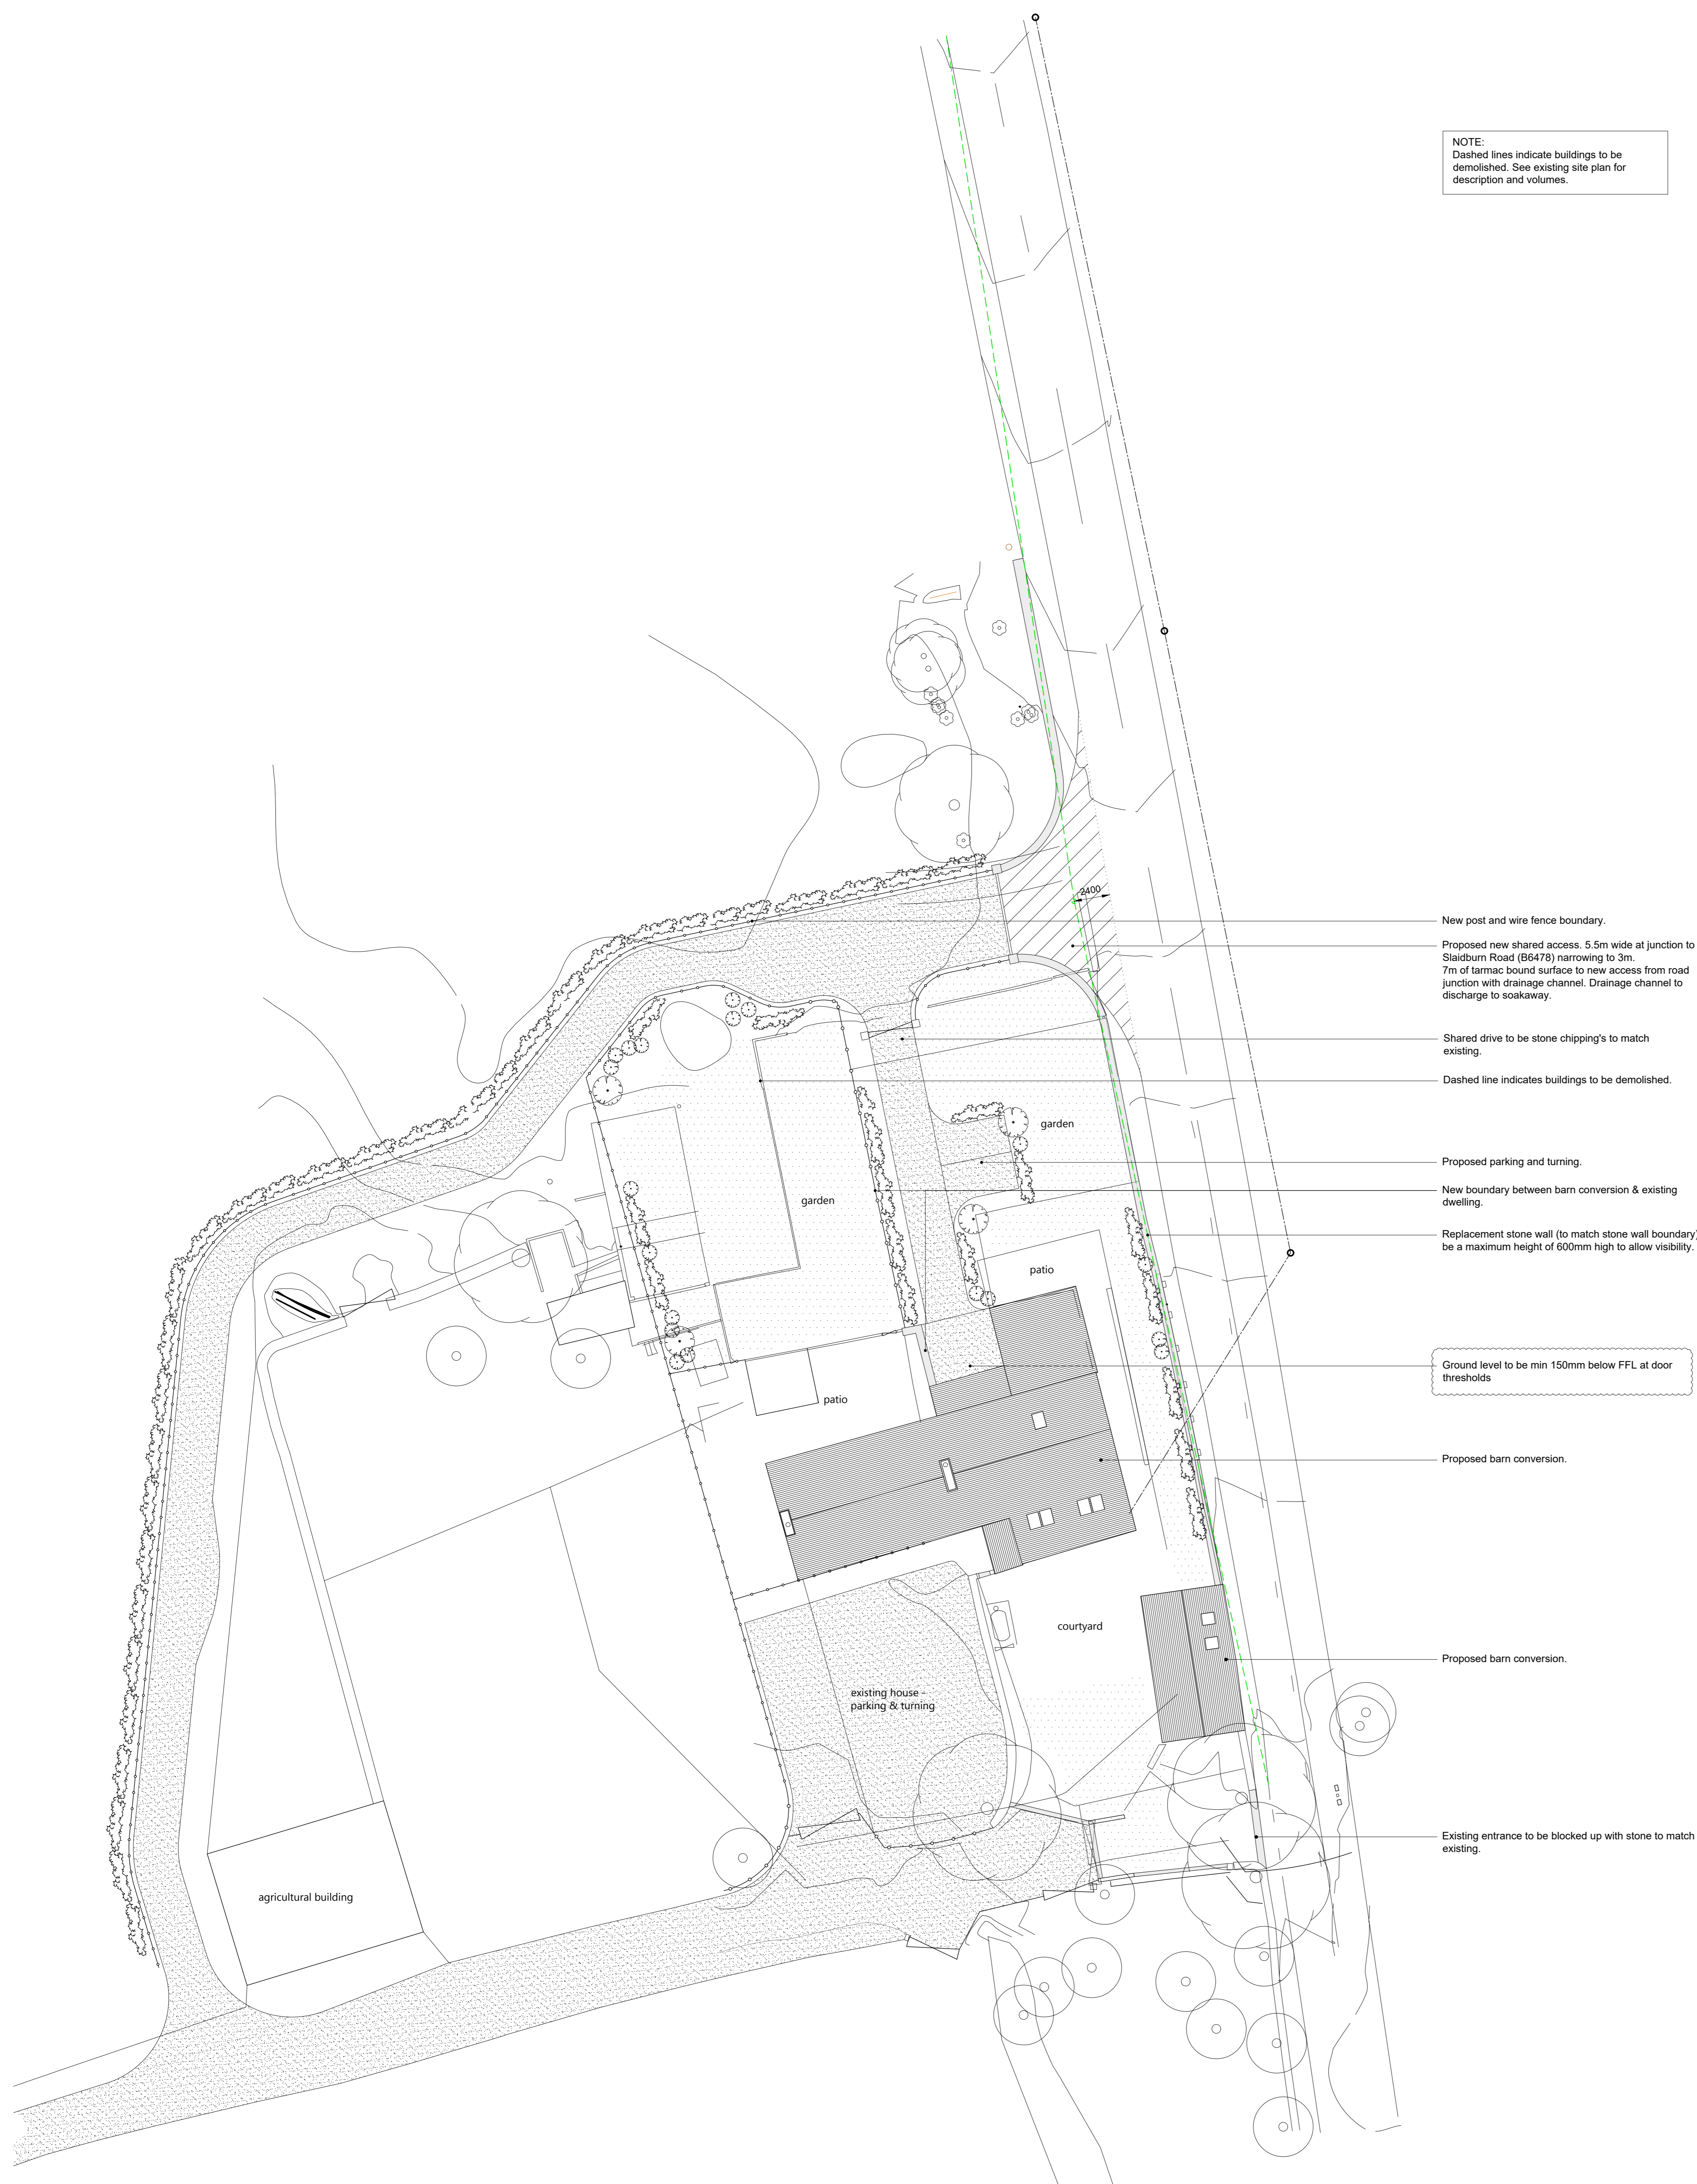 NOTE:
Dashed lines indicate buildings to be
demolished. See existing site plan for
description and volumes.
2400
New post and wire fence boundary.
Proposed new shared access. 5.5m wide at junction to
Slaidburn Road (B6478) narrowing to 3m.
7m of tarmac bound surface to new access from road
junction with drainage channel. Drainage channel to
discharge to soakaway.
Shared drive to be stone chipping's to match
existing.
Dashed line indicates buildings to be demolished.
garden
Proposed parking and turning.
New boundary between barn conversion & existing
dwelling.
garden
Replacement stone wall (to match stone wall boundary)
be a maximum height of 600mm high to allow visibility.
patio
Ground level to be min 150mm below FFL at door
thresholds
patio
Proposed barn conversion.
courtyard
Proposed barn conversion.
existing house -
parking & turning
Existing entrance to be blocked up with stone to match
existing.
agricultural building